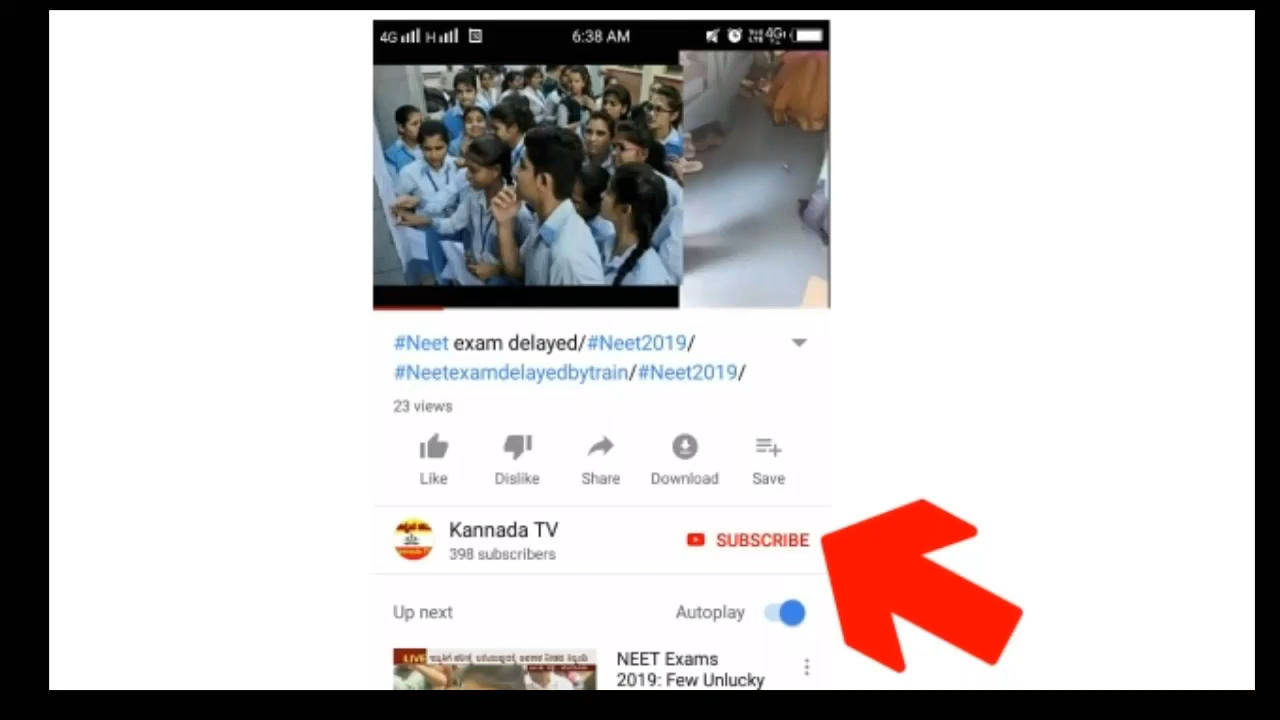 4G H 6:38 AM 4G
#Neet exam delayed/#Neet2019/
#Neetexamdelayedbytrain/#Neet2019/
23 views
Like Dislike Share Download Save
Kannada TV SUBSCRIBE
398 subscribers
Up next Autoplay
LIVE
NEET Exams
2019: Few Unlucky